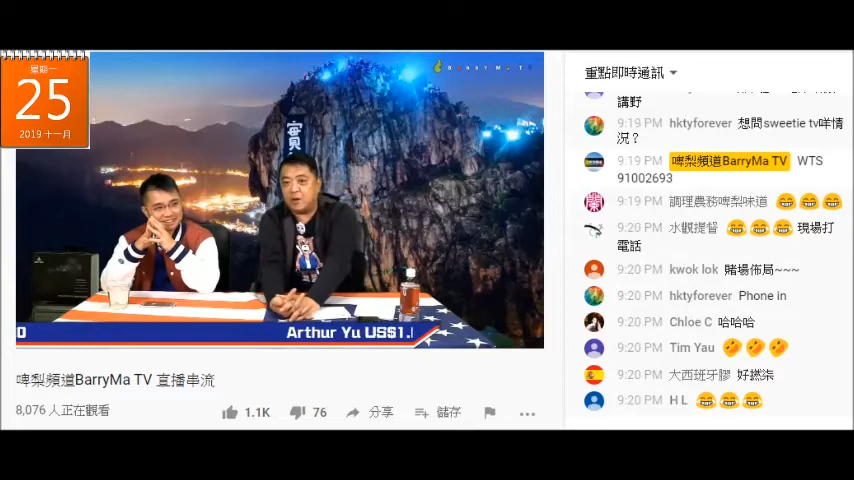 星期一
25
2019 十一月
BARRYMA TV
實
0
Arthur Yu US$1.
啤梨頻道BarryMa TV 直播串流
8,076 人正在觀看
1.1K
76
分享
儲存
重點即時通訊
講野
9:19 PM hktyforever 想問sweetie tv咩情
況？
9:19 PM 啤梨頻道BarryMa TV WTS
91002693
9:19 PM 調理農務啤梨味道 😂😂😂
9:20 PM 水觀提督 😂😂😂 現場打
電話
9:20 PM kwok lok 賭場佈局~~~
9:20 PM hktyforever Phone in
9:20 PM Chloe C 哈哈哈
9:20 PM Tim Yau 🤣🤣🤣
9:20 PM 大西班牙膠 好撚柒
9:20 PM H L 😂😂😂